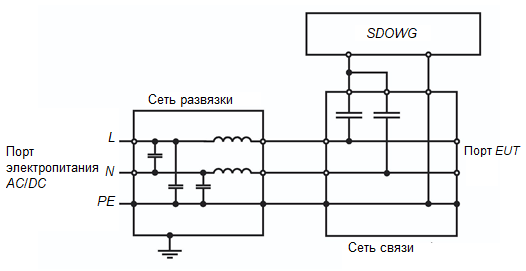 SDOWG
Сеть развязки
L
Порт
электропитания
AC/DC
N
Порт EUT
PE
Сеть связи